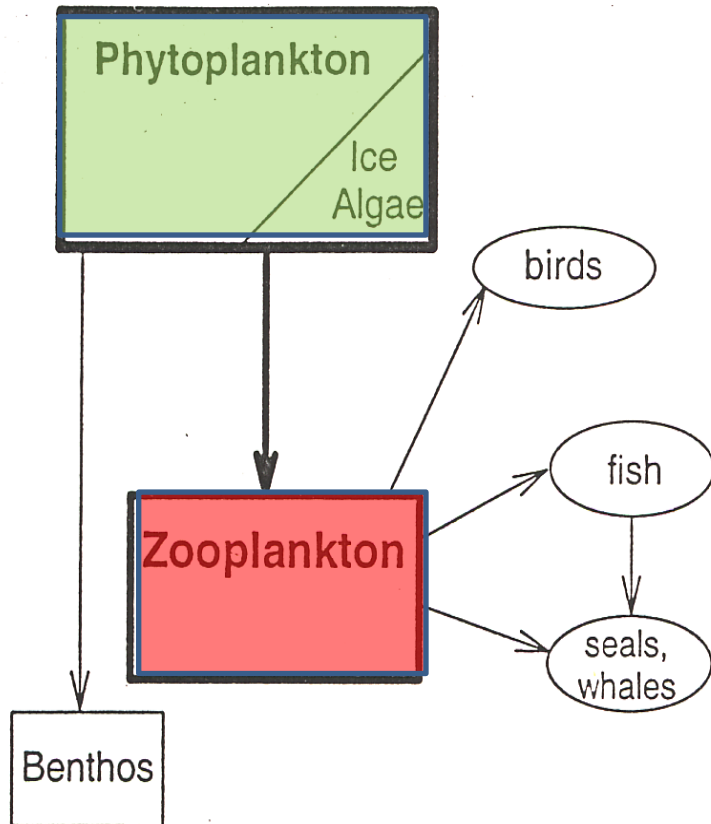 Phytoplankton
Ice
Algae
birds
fish
Zooplankton
seals,
whales
Benthos